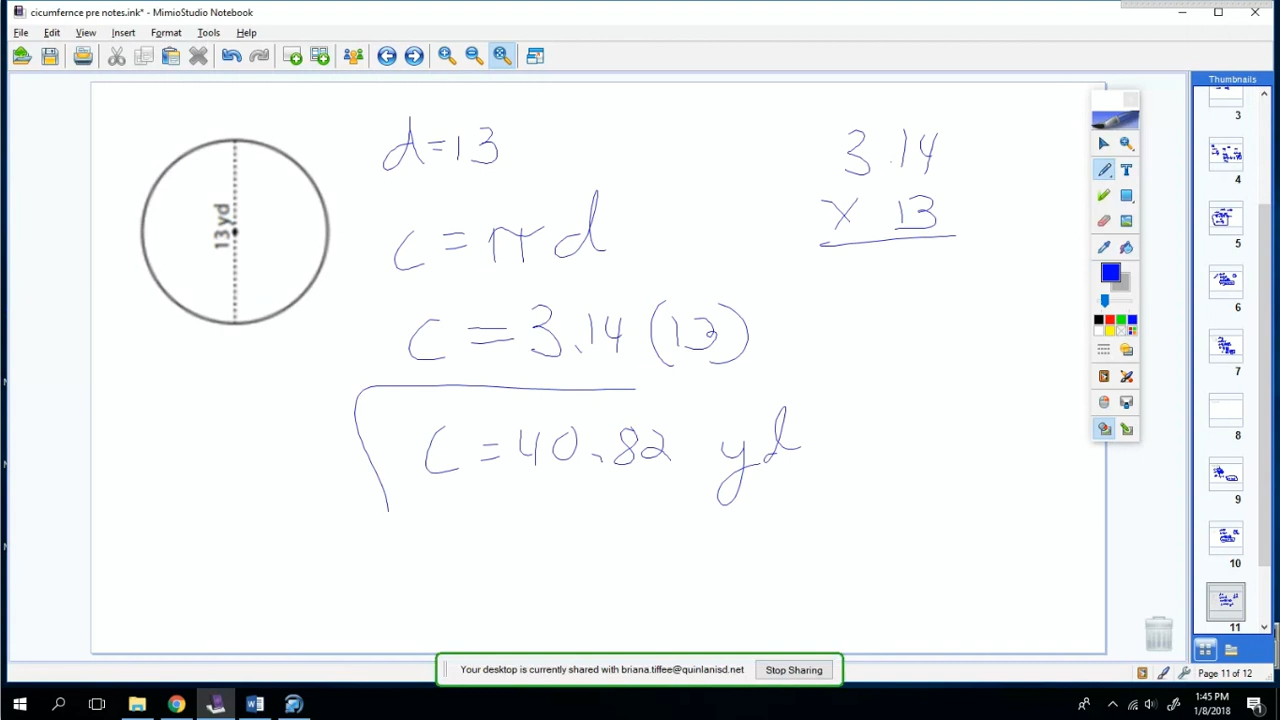 cicumfernce pre notes.ink* - MimioStudio Notebook
File Edit View Insert Format Tools Help
Thumbnails
3
4
5
6
7
8
9
10
11
13 yd
d=13
c=πd
c=3.14(13)
c=40.82 yd
3.14
x 13
Your desktop is currently shared with briana.tiffee@quinlanisd.net
Stop Sharing
Page 11 of 12
1:45 PM
1/8/2018